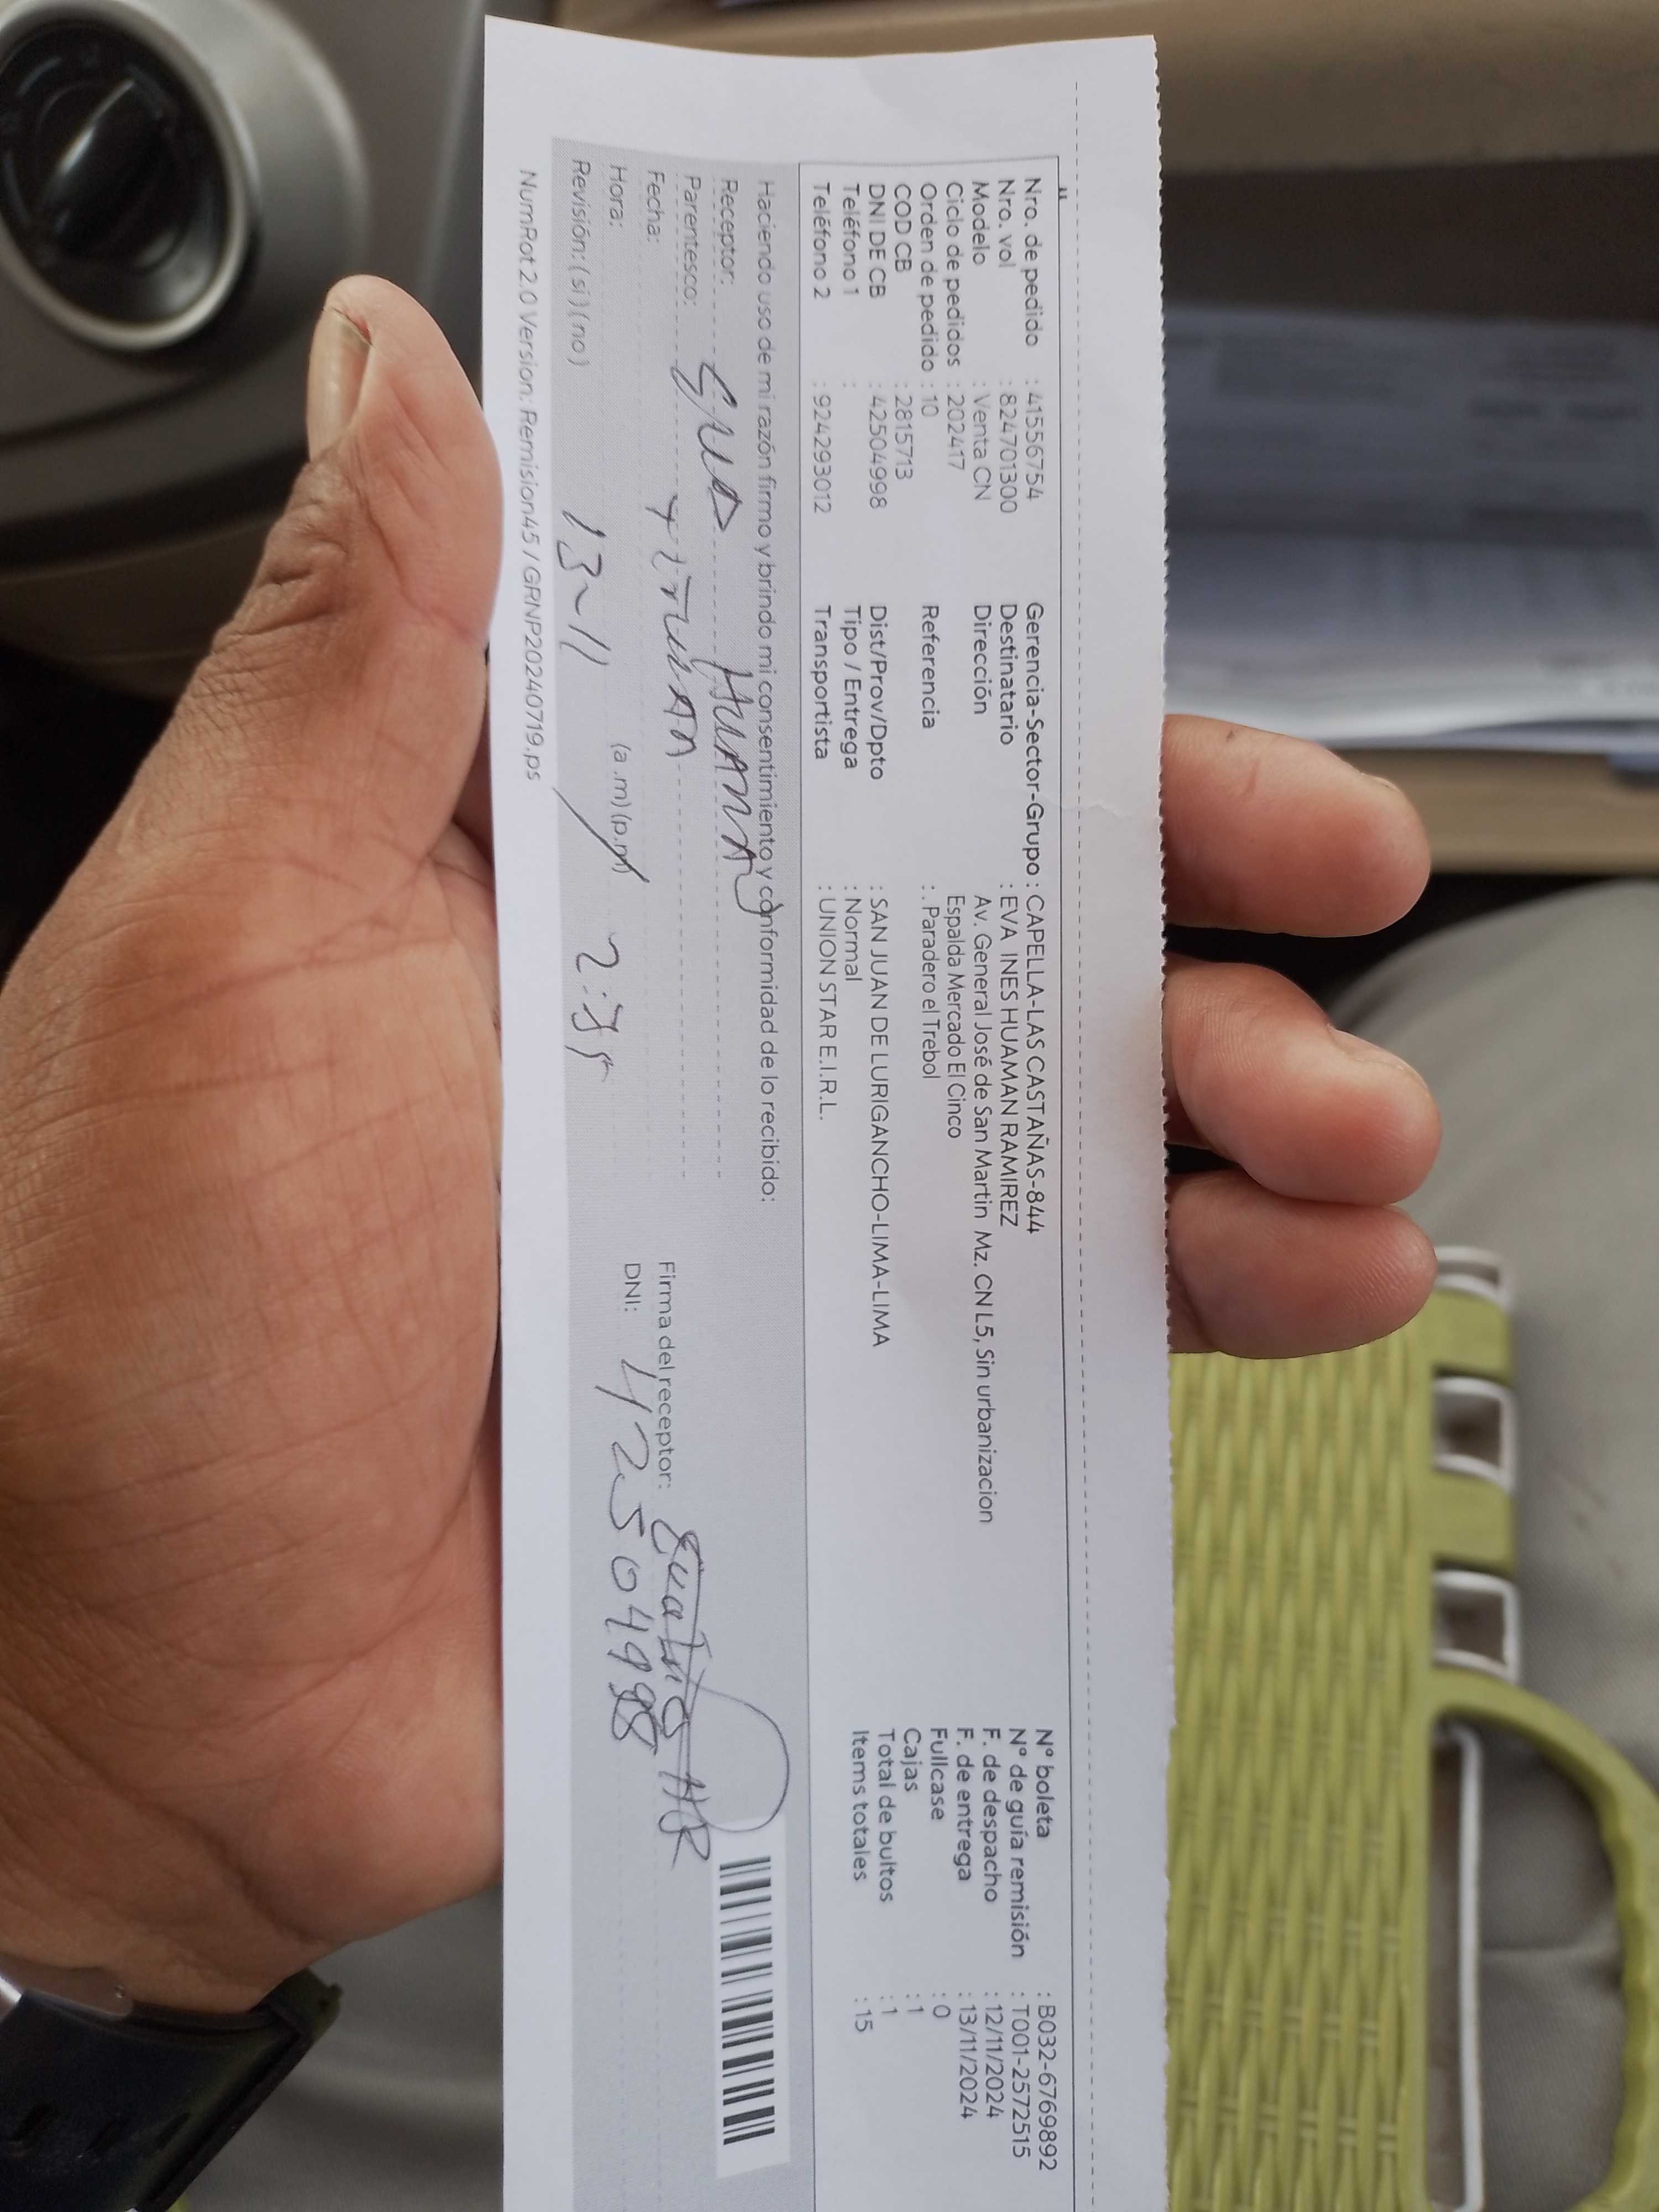 Nro. de pedido : 41556754 Gerencia-Sector-Grupo : CAPELLA-LAS CASTAÑAS-844 N° boleta : B032-67698892
Nro. vol : 824701300 Destinatario : EVA INES HUAMAN RAMIREZ N° de guía remisión : T001-2572515
Modelo : Venta CN Dirección Av. General José de San Martin Mz. CN L5, Sin urbanizacion F. de despacho : 12/11/2024
Ciclo de pedidos : 202417 Espalda Mercado El Cinco F. de entrega : 13/11/2024
Orden de pedido : 10 Referencia : . Paradero el Trebol Fullcase : 0
COD CB : 2815713 Cajas : 1
DNI DE CB : 42504998 Dist/Prov/Dpto : SAN JUAN DE LURIGANCHO-LIMA-LIMA Total de bultos : 1
Teléfono 1 : Tipo / Entrega : Normal Items totales : 15
Teléfono 2 : 924293012 Transportista : UNION STAR E.I.R.L.
Haciendo uso de mi razón firmo y brindo mi consentimiento y conformidad de lo recibido:
Receptor: Huaman
Parentesco: titular
Fecha: Firma del receptor: Eva Ines HR
Hora: (a.m)(p.m) DNI: 42504998
Revisión: (si) (no) 13-11
NumRot 2.0 Version: Remision45 / GRNP20240719.ps